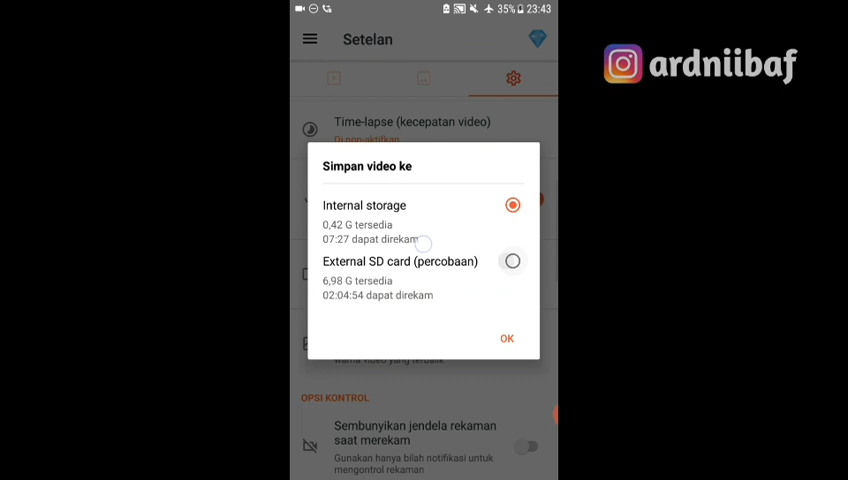 35% 23:43
Setelan
ardniibaf
Time-lapse (kecepatan video)
Di non-aktifkan
Simpan video ke
Internal storage
0,42 G tersedia
07:27 dapat direkam
External SD card (percobaan)
6,98 G tersedia
02:04:54 dapat direkam
OK
warna video yang terbalik
OPSI KONTROL
Sembunyikan jendela rekaman
saat merekam
Gunakan hanya bilah notifikasi untuk
mengontrol rekaman